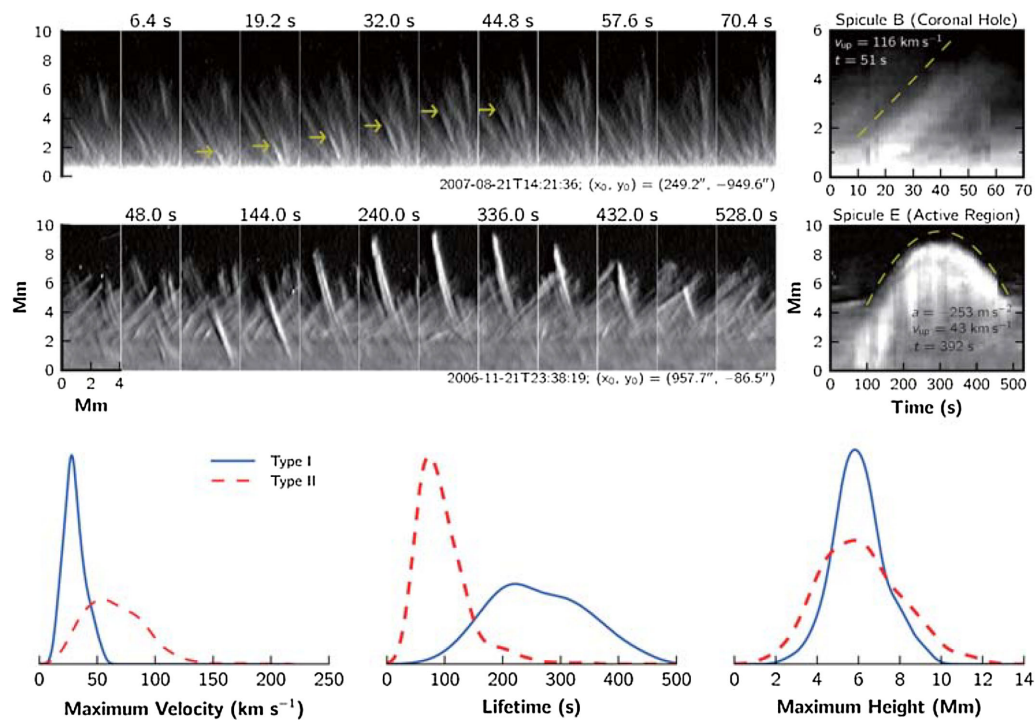 6.4 s 19.2 s 32.0 s 44.8 s 57.6 s 70.4 s
Spicule B (Coronal Hole)
10
8
6
4
2
0
6
4
2
0
v_up = 116 km s⁻¹
t = 51 s
2007-08-21T14:21:36; (x₀, y₀) = (249.2″, −949.6″)
0 10 20 30 40 50 60 70
48.0 s 144.0 s 240.0 s 336.0 s 432.0 s 528.0 s
Spicule E (Active Region)
Mm
10
8
6
4
2
0
Mm
10
8
6
4
2
0
a = −253 m s⁻²
v_up = 43 km s⁻¹
t = 392 s
2006-11-21T23:38:19; (x₀, y₀) = (957.7″, −86.5″)
0 2 4
Mm
0 100 200 300 400 500
Time (s)
Type I
Type II
0 50 100 150 200 250
Maximum Velocity (km s⁻¹)
0 100 200 300 400 500
Lifetime (s)
0 2 4 6 8 10 12 14
Maximum Height (Mm)